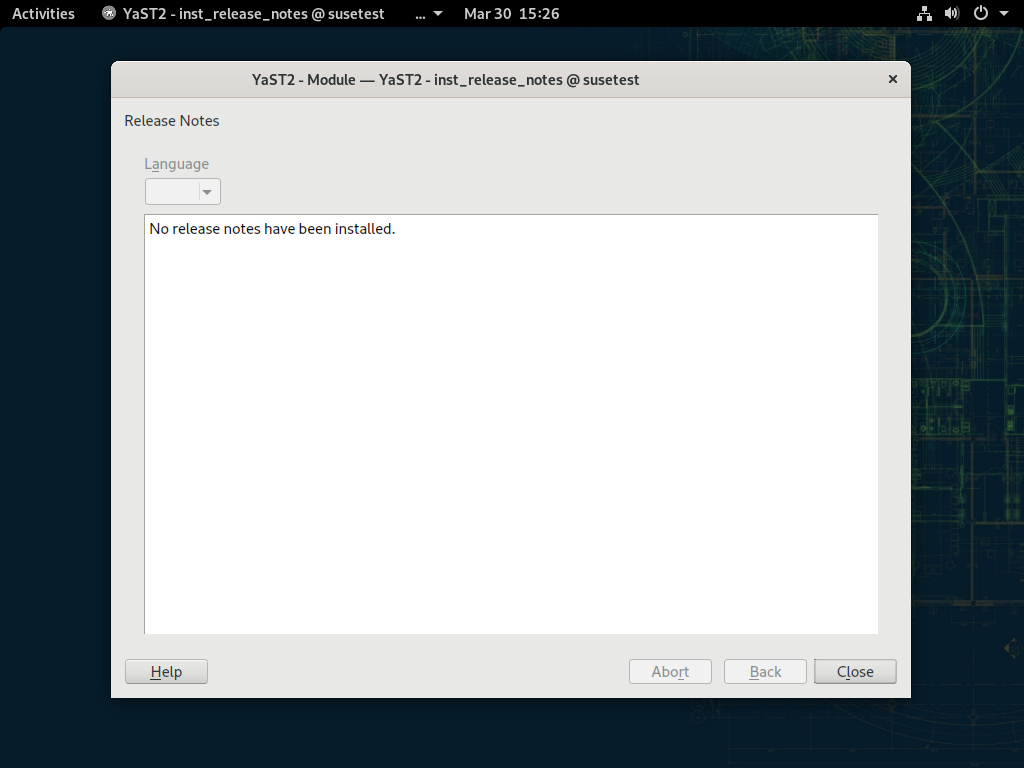 Activities
YaST2 - inst_release_notes @ susetest
...
Mar 30 15:26
YaST2 - Module — YaST2 - inst_release_notes @ susetest
Release Notes
Language
No release notes have been installed.
Help
Abort
Back
Close